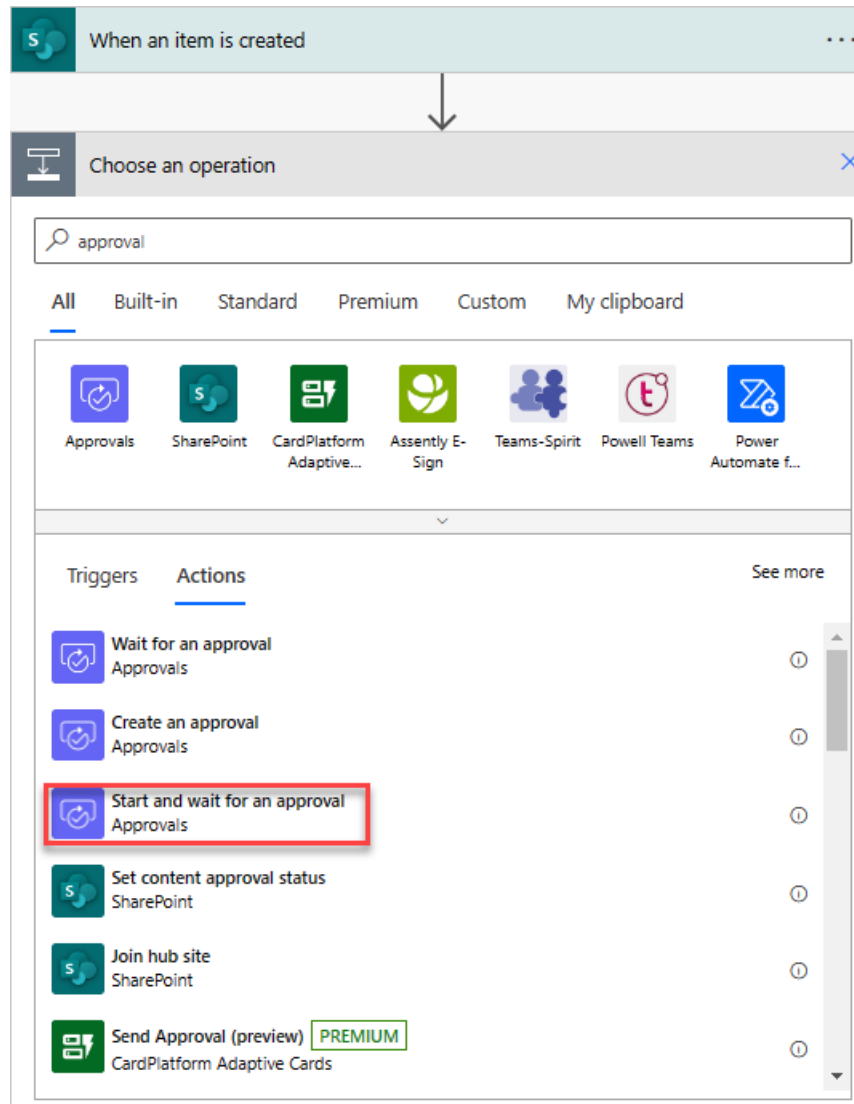 When an item is created
Choose an operation
approval
All Built-in Standard Premium Custom My clipboard
Approvals SharePoint CardPlatform Adaptive... Assently E-Sign Teams-Spirit Powell Teams Power Automate f...
Triggers Actions See more
Wait for an approval
Approvals
Create an approval
Approvals
Start and wait for an approval
Approvals
Set content approval status
SharePoint
Join hub site
SharePoint
Send Approval (preview) PREMIUM
CardPlatform Adaptive Cards